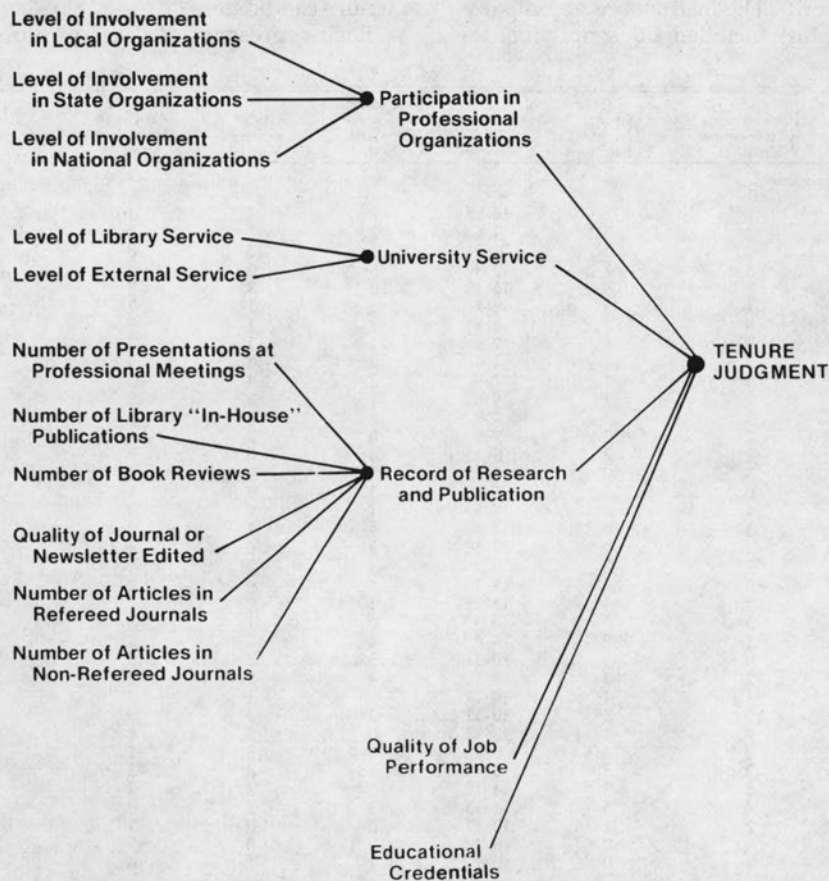 Level of Involvement
in Local Organizations
Level of Involvement
in State Organizations
Level of Involvement
in National Organizations
Participation in
Professional
Organizations
Level of Library Service
Level of External Service
University Service
Number of Presentations at
Professional Meetings
Number of Library "In-House"
Publications
Number of Book Reviews
Quality of Journal or
Newsletter Edited
Number of Articles in
Refereed Journals
Number of Articles in
Non-Refereed Journals
Record of Research
and Publication
TENURE
JUDGMENT
Quality of Job
Performance
Educational
Credentials